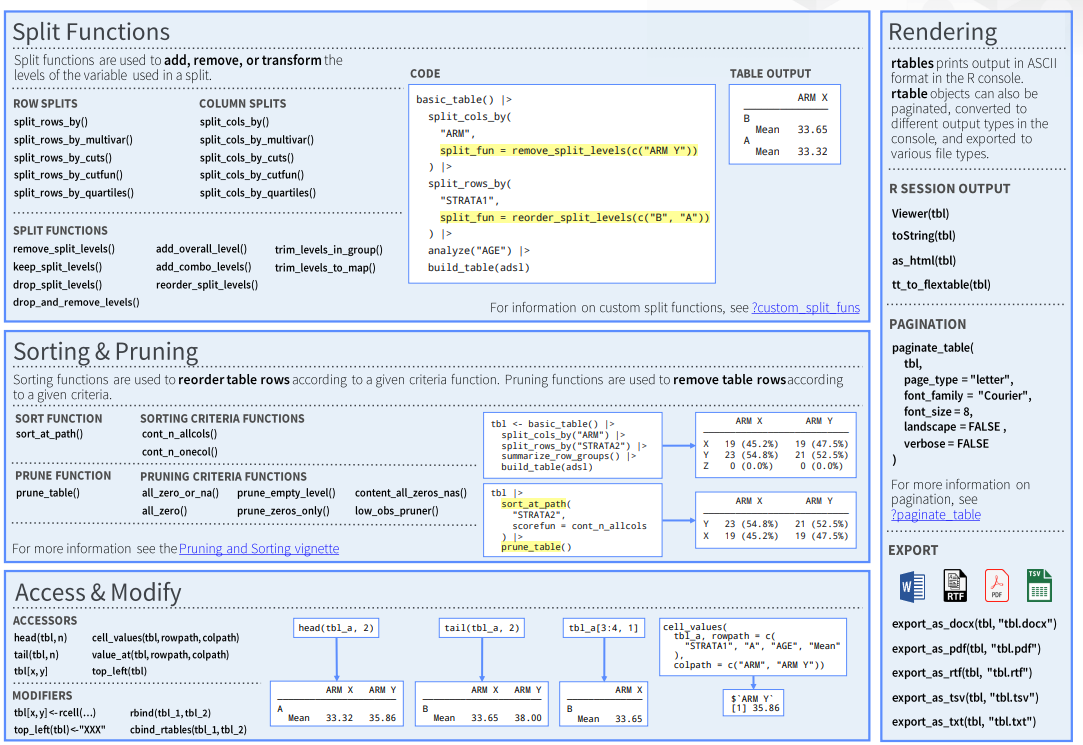 Split Functions
Split functions are used to add, remove, or transform the
levels of the variable used in a split.
ROW SPLITS
split_rows_by()
split_rows_by_multivar()
split_rows_by_cuts()
split_rows_by_cutfun()
split_rows_by_quartiles()
COLUMN SPLITS
split_cols_by()
split_cols_by_multivar()
split_cols_by_cuts()
split_cols_by_cutfun()
split_cols_by_quartiles()
SPLIT FUNCTIONS
remove_split_levels()
keep_split_levels()
drop_split_levels()
drop_and_remove_levels()
add_overall_level()
add_combo_levels()
reorder_split_levels()
trim_levels_in_group()
trim_levels_to_map()
CODE
basic_table() |>
split_cols_by(
"ARM",
split_fun = remove_split_levels(c("ARM Y"))
) |>
split_rows_by(
"STRATA1",
split_fun = reorder_split_levels(c("B", "A"))
) |>
analyze("AGE") |>
build_table(adsl)
TABLE OUTPUT
ARM X
B
Mean 33.65
A
Mean 33.32
For information on custom split functions, see ?custom_split_funs
Sorting & Pruning
Sorting functions are used to reorder table rows according to a given criteria function. Pruning functions are used to remove table rows according
to a given criteria.
SORT FUNCTION
sort_at_path()
SORTING CRITERIA FUNCTIONS
cont_n_allcols()
cont_n_onecol()
PRUNE FUNCTION
prune_table()
PRUNING CRITERIA FUNCTIONS
all_zero_or_na() prune_empty_level() content_all_zeros_nas()
all_zero() prune_zeros_only() low_obs_pruner()
For more information see the Pruning and Sorting vignette
tbl <- basic_table() |>
split_cols_by("ARM") |>
split_rows_by("STRATA2") |>
summarize_row_groups() |>
build_table(adsl)
ARM X ARM Y
X 19 (45.2%) 19 (47.5%)
Y 23 (54.8%) 21 (52.5%)
Z 0 (0.0%) 0 (0.0%)
tbl |>
sort_at_path(
"STRATA2",
scorefun = cont_n_allcols
) |>
prune_table()
ARM X ARM Y
Y 23 (54.8%) 21 (52.5%)
X 19 (45.2%) 19 (47.5%)
Access & Modify
ACCESSORS
head(tbl, n) cell_values(tbl, rowpath, colpath)
tail(tbl, n) value_at(tbl, rowpath, colpath)
tbl[x, y] top_left(tbl)
MODIFIERS
tbl[x, y] <- rcell(...) rbind(tbl_1, tbl_2)
top_left(tbl) <- "XXX" cbind_rtables(tbl_1, tbl_2)
head(tbl_a, 2)
ARM X ARM Y
A
Mean 33.32 35.86
tail(tbl_a, 2)
ARM X ARM Y
B
Mean 33.65 38.00
tbl_a[3:4, 1]
ARM X
B
Mean 33.65
cell_values(
tbl_a, rowpath = c(
"STRATA1", "A", "AGE", "Mean"
),
colpath = c("ARM", "ARM Y"))
$`ARM Y`
[1] 35.86
Rendering
rtables prints output in ASCII
format in the R console.
rtable objects can also be
paginated, converted to
different output types in the
console, and exported to
various file types.
R SESSION OUTPUT
Viewer(tbl)
toString(tbl)
as_html(tbl)
tt_to_flextable(tbl)
PAGINATION
paginate_table(
tbl,
page_type = "letter",
font_family = "Courier",
font_size = 8,
landscape = FALSE ,
verbose = FALSE
)
For more information on
pagination, see
?paginate_table
EXPORT
W
RTF
PDF
TSV
export_as_docx(tbl, "tbl.docx")
export_as_pdf(tbl, "tbl.pdf")
export_as_rtf(tbl, "tbl.rtf")
export_as_tsv(tbl, "tbl.tsv")
export_as_txt(tbl, "tbl.txt")